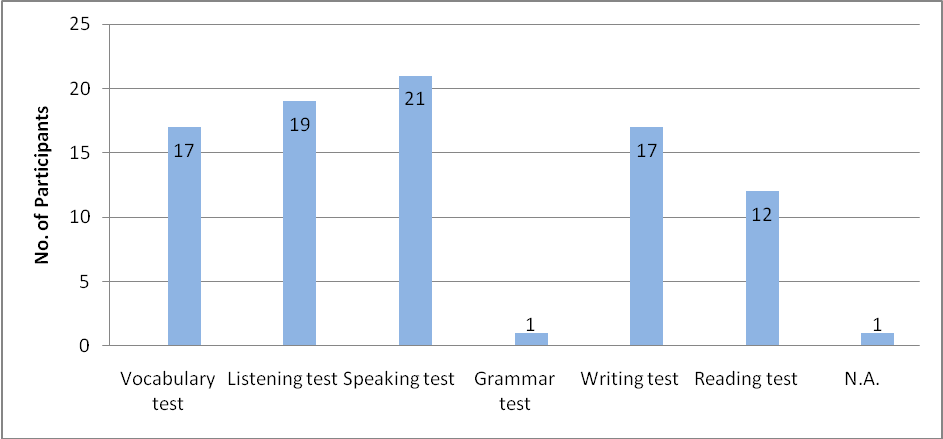 25
20
15
10
5
0
No. of Participants
17
19
21
1
17
12
1
Vocabulary
test
Listening test
Speaking test
Grammar
test
Writing test
Reading test
N.A.